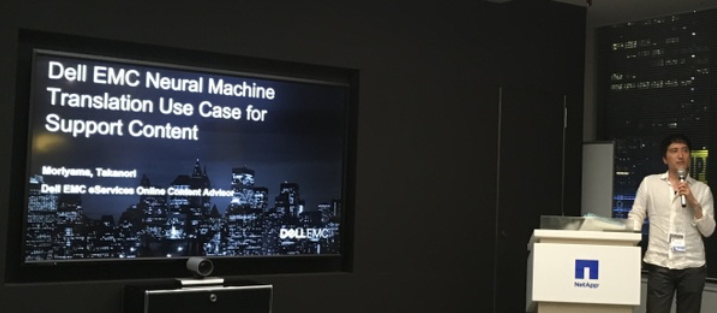 Dell EMC Neural Machine
Translation Use Case for
Support Content
Moriyama, Takanori
Dell EMC eServices Online Content Advisor
DELLEMC
NetApp